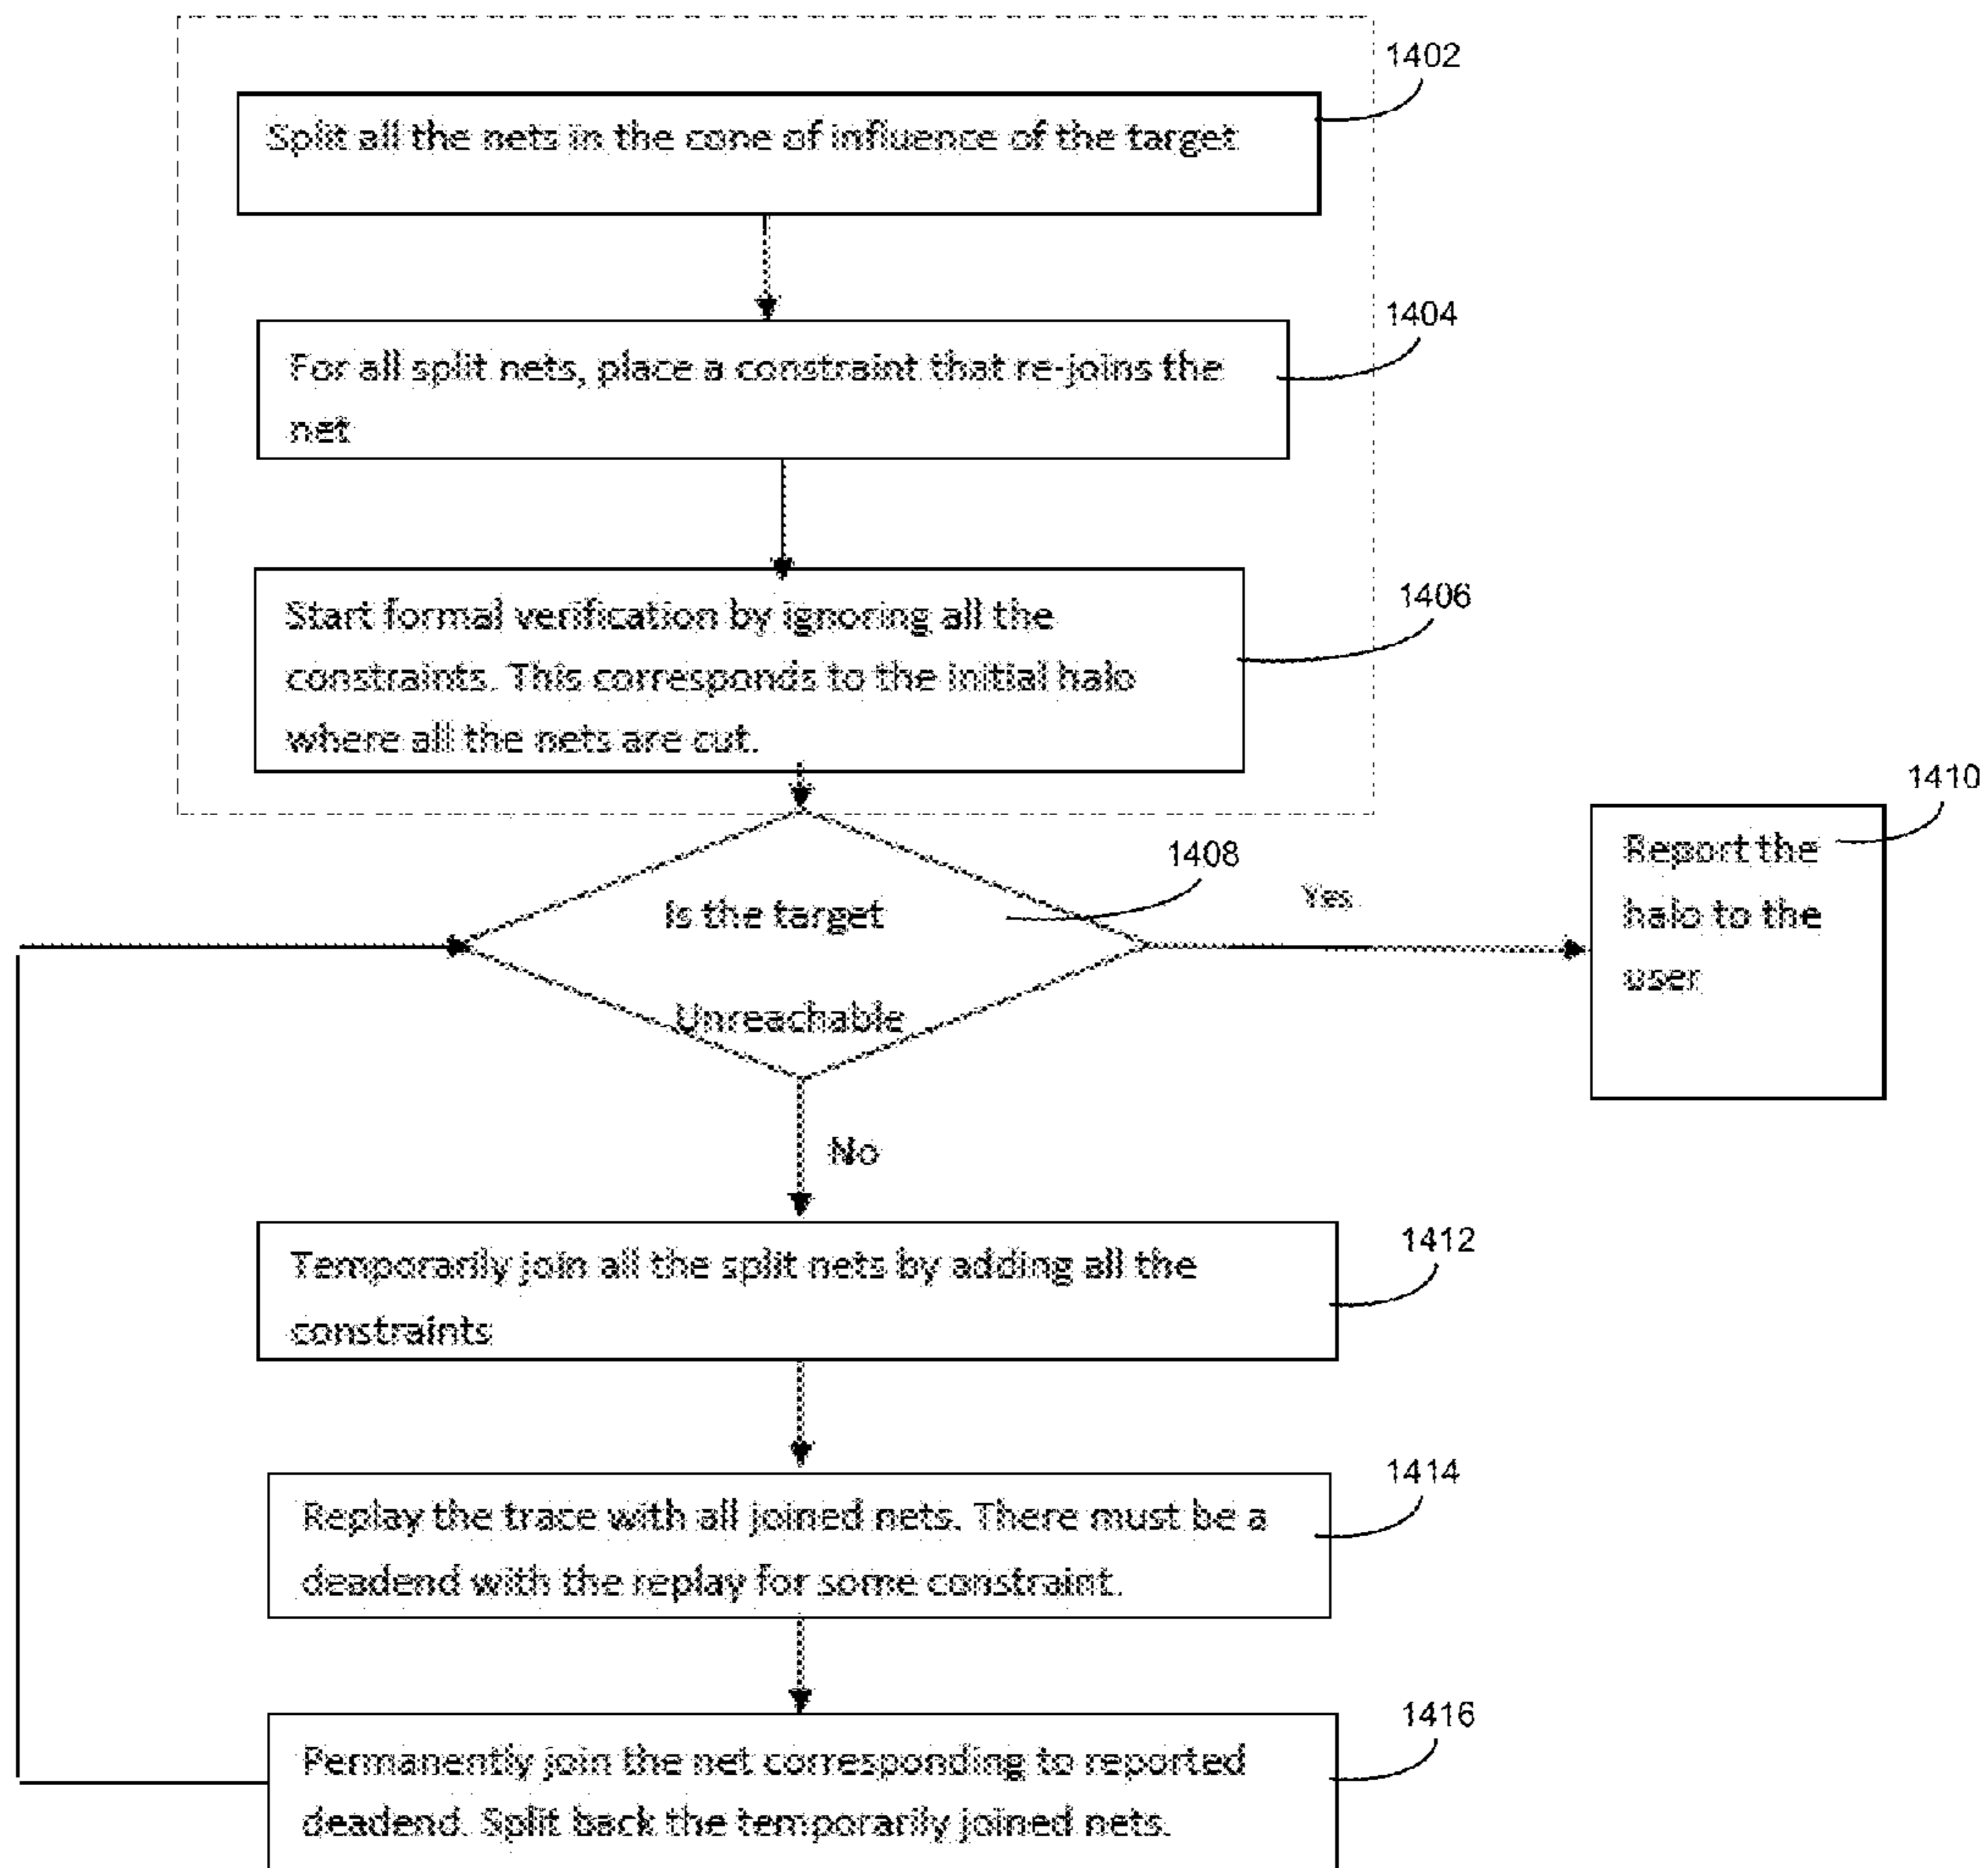 1402
Split all the nets in the cone of influence of the target
1404
For all split nets, place a constraint that re-joins the
net
1406
Start formal verification by ignoring all the
constraints. This corresponds to the initial halo
where all the nets are cut.
1408
Is the target
Unreachable
Yes
1410
Report the
halo to the
user
No
1412
Temporarily join all the split nets by adding all the
constraints
1414
Replay the trace with all joined nets. There must be a
deadend with the replay for some constraint.
1416
Permanently join the net corresponding to reported
deadend. Split back the temporarily joined nets.